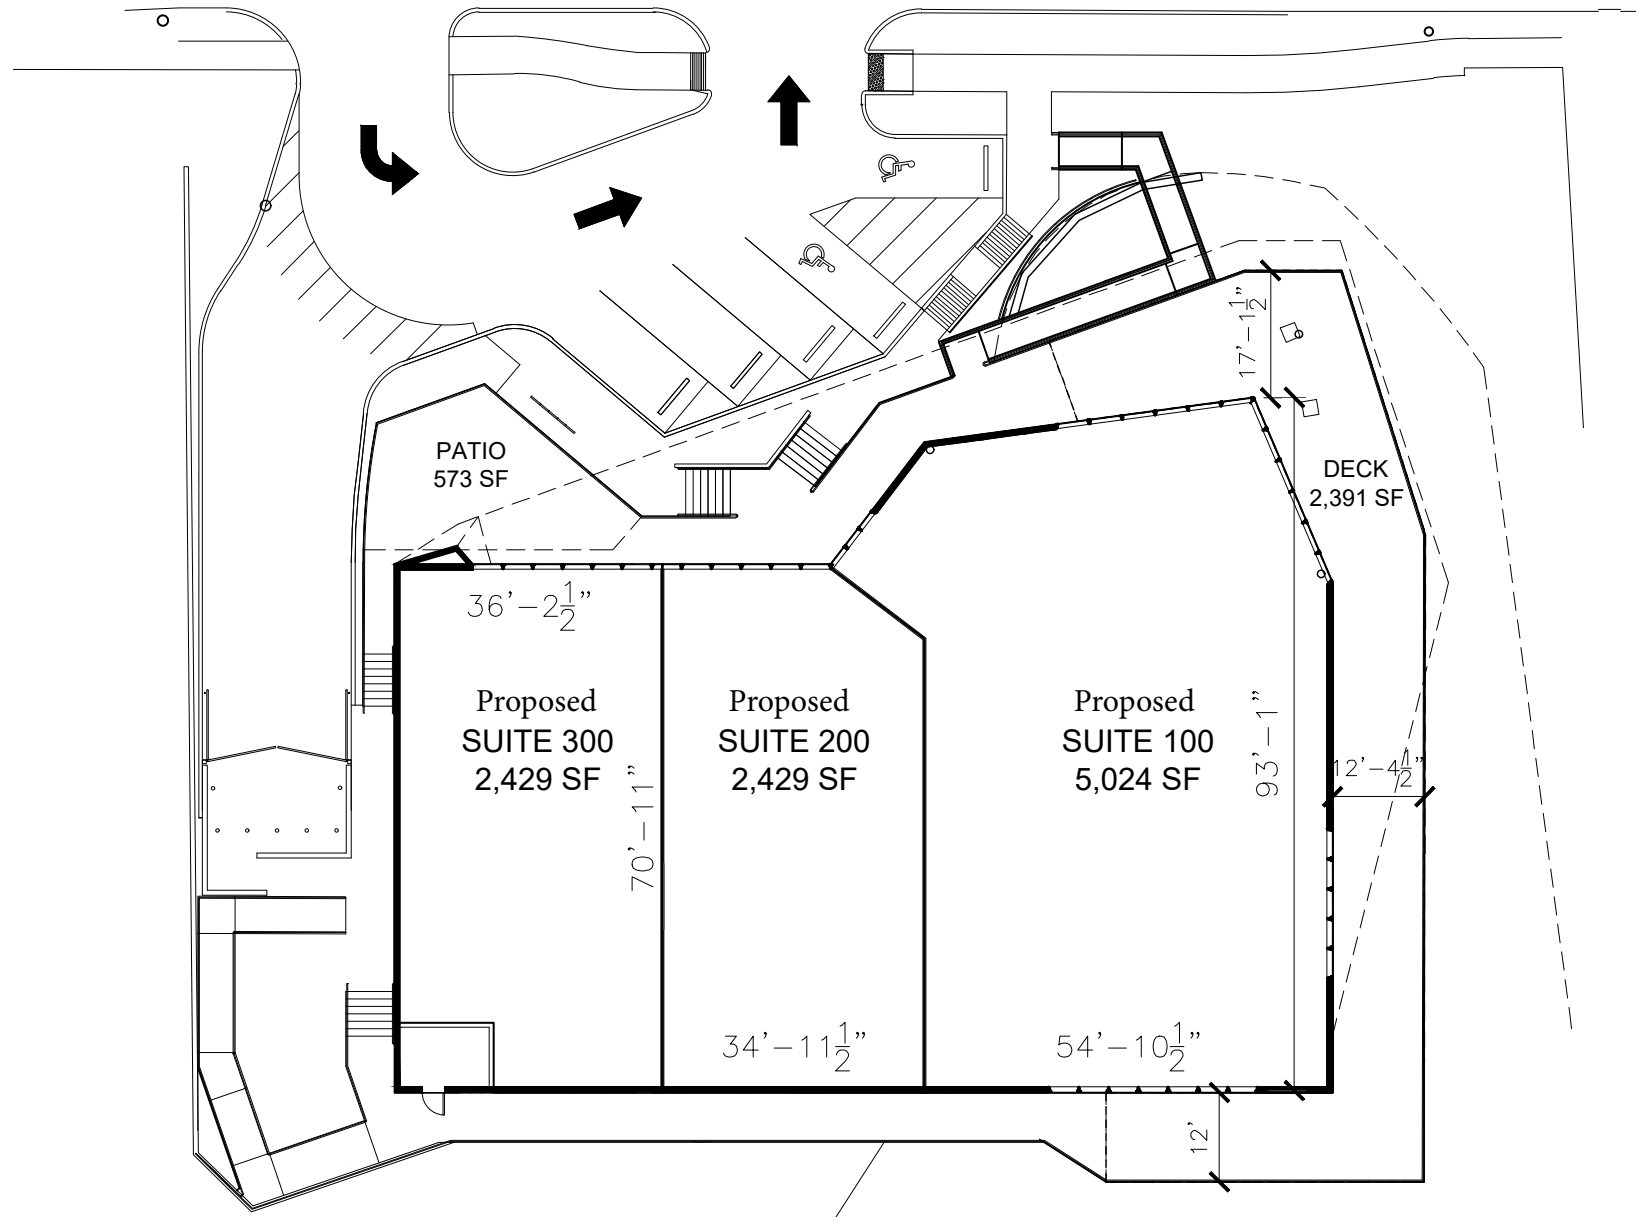 17’-1½”
PATIO
573 SF
DECK
2,391 SF
36’-2½”
Proposed
SUITE 300
2,429 SF
Proposed
SUITE 200
2,429 SF
Proposed
SUITE 100
5,024 SF
70’-11”
93’-1”
12’-4½”
34’-11½”
54’-10½”
12’